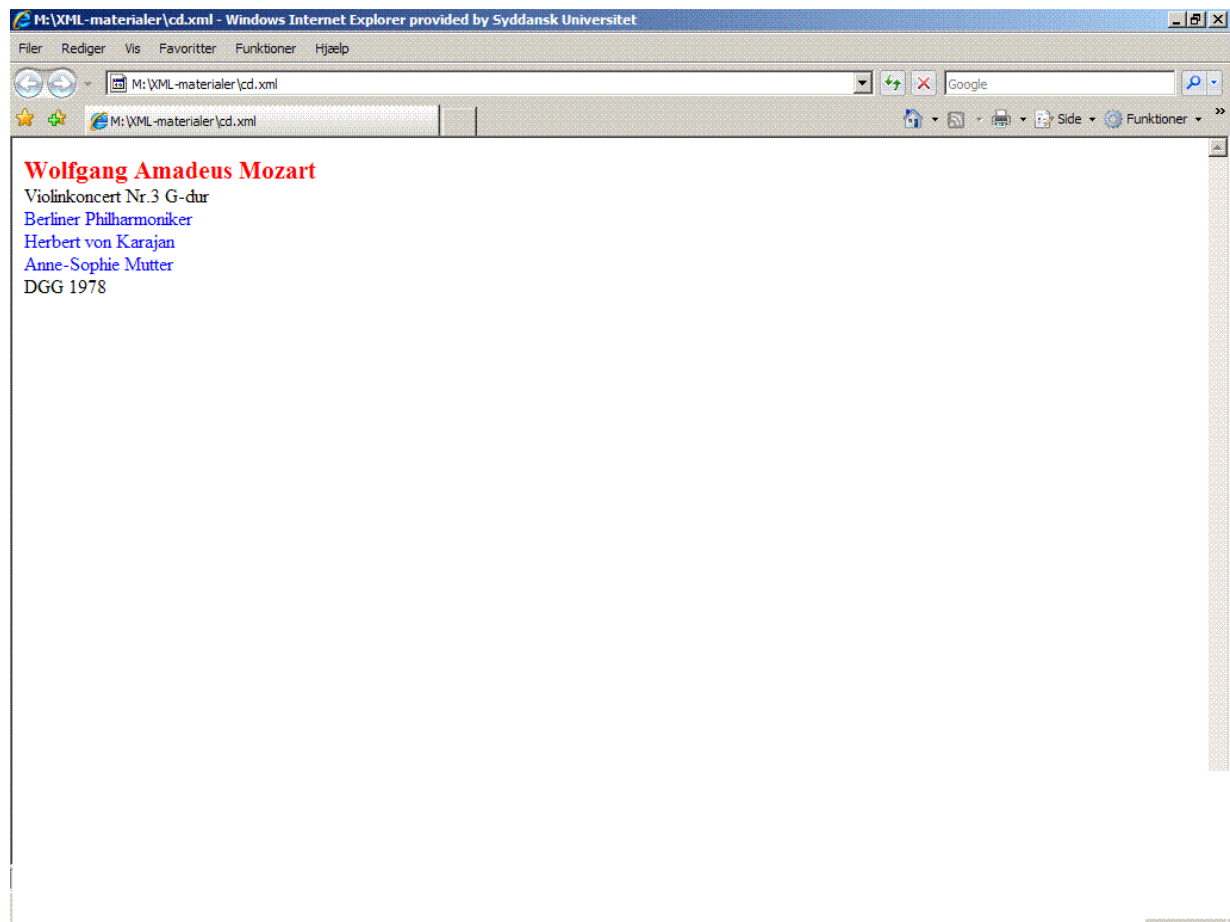 M:\XML-materialer\cd.xml - Windows Internet Explorer provided by Syddansk Universitet
Filer Rediger Vis Favoritter Funktioner Hjælp
M:\XML-materialer\cd.xml Google
M:\XML-materialer\cd.xml Side Funktioner »
Wolfgang Amadeus Mozart
Violinkoncert Nr.3 G-dur
Berliner Philharmoniker
Herbert von Karajan
Anne-Sophie Mutter
DGG 1978